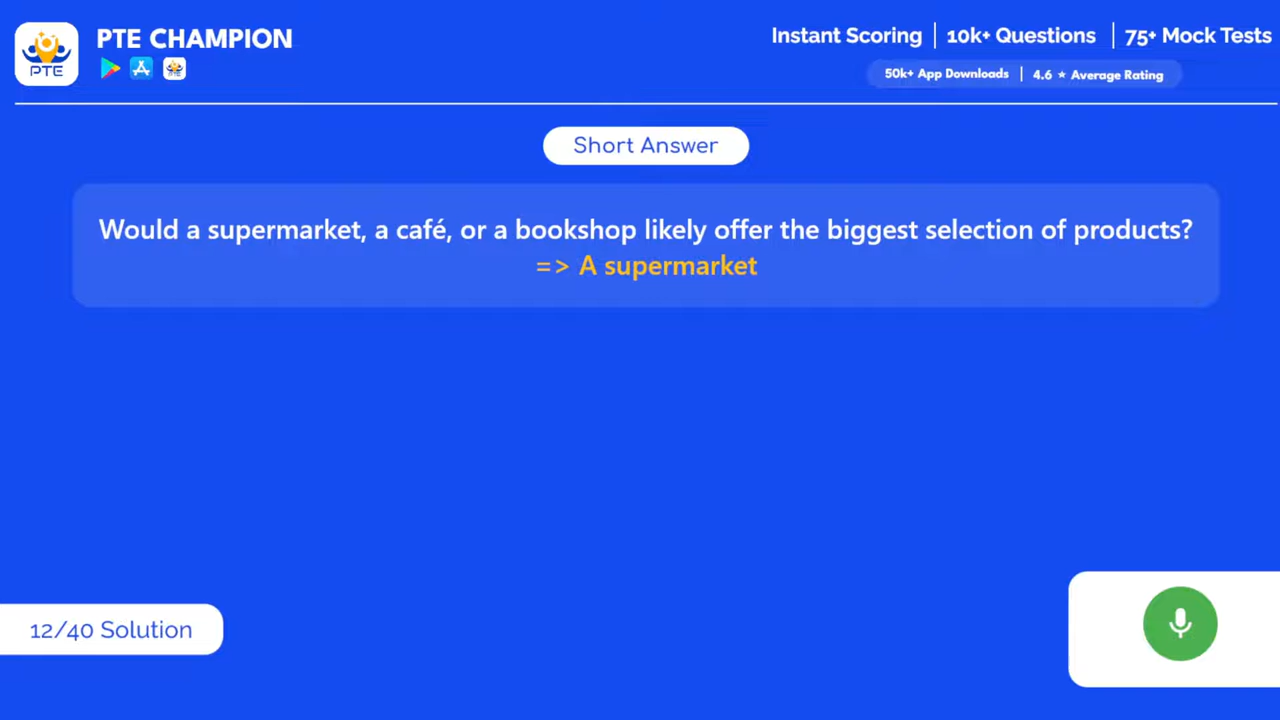 PTE CHAMPION
PTE
Instant Scoring | 10k+ Questions | 75+ Mock Tests
50k+ App Downloads | 4.6 ★ Average Rating
Short Answer
Would a supermarket, a café, or a bookshop likely offer the biggest selection of products?
=> A supermarket
12/40 Solution